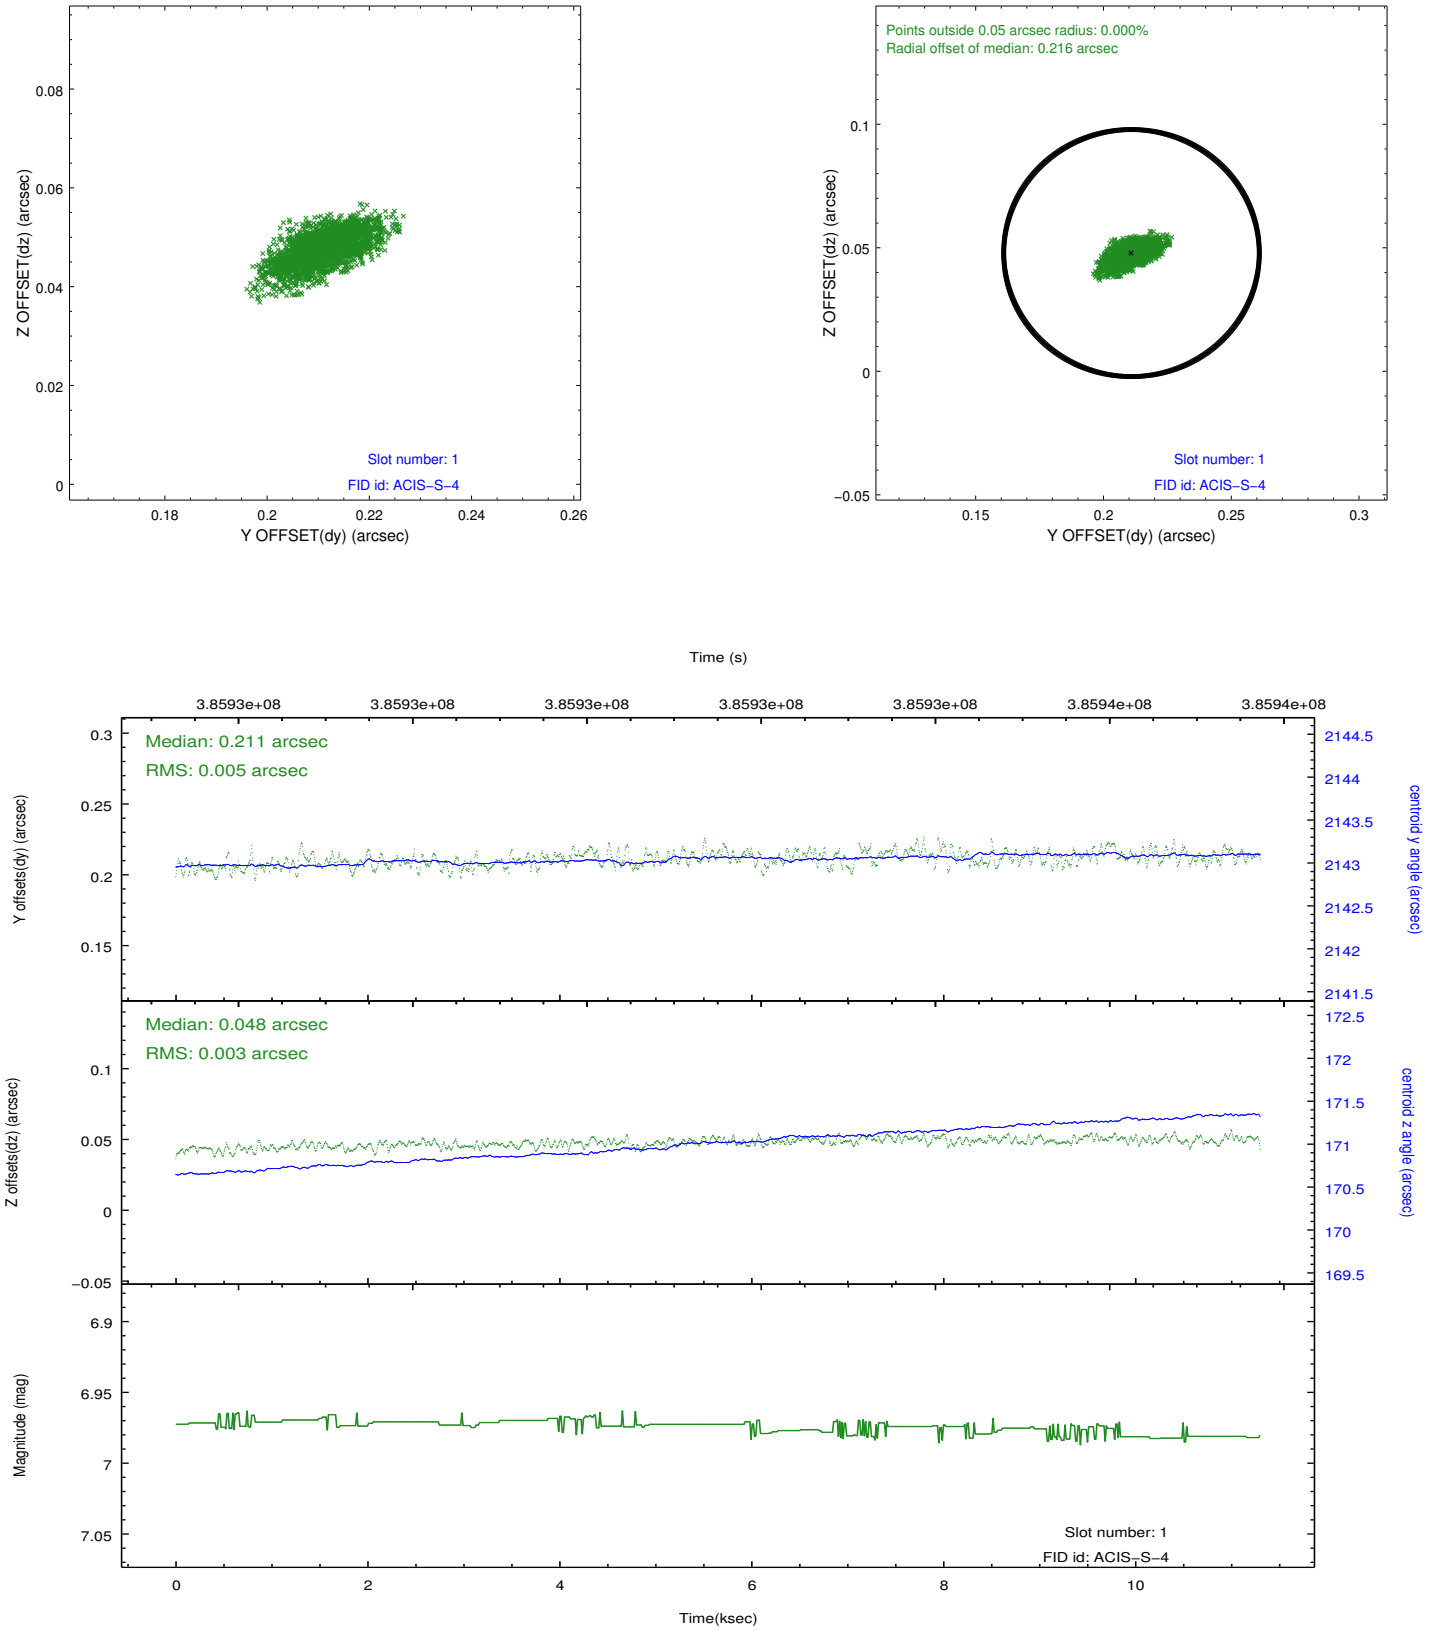 0.08
0.06
0.04
0.02
0
Z OFFSET(dz) (arcsec)
Slot number: 1
FID id: ACIS−S−4
0.18 0.2 0.22 0.24 0.26
Y OFFSET(dy) (arcsec)
Points outside 0.05 arcsec radius: 0.000%
Radial offset of median: 0.216 arcsec
0.1
0.05
0
−0.05
Z OFFSET(dz) (arcsec)
Slot number: 1
FID id: ACIS−S−4
0.15 0.2 0.25 0.3
Y OFFSET(dy) (arcsec)
Time (s)
3.8593e+08 3.8593e+08 3.8593e+08 3.8593e+08 3.8593e+08 3.8594e+08 3.8594e+08
Median: 0.211 arcsec
RMS: 0.005 arcsec
0.3
0.25
0.2
0.15
Y offsets(dy) (arcsec)
2144.5
2144
2143.5
2143
2142.5
2142
2141.5
centroid y angle (arcsec)
Median: 0.048 arcsec
RMS: 0.003 arcsec
0.1
0.05
0
−0.05
Z offsets(dz) (arcsec)
172.5
172
171.5
171
170.5
170
169.5
centroid z angle (arcsec)
6.9
6.95
7
7.05
Magnitude (mag)
Slot number: 1
FID id: ACIS−S−4
0 2 4 6 8 10
Time(ksec)